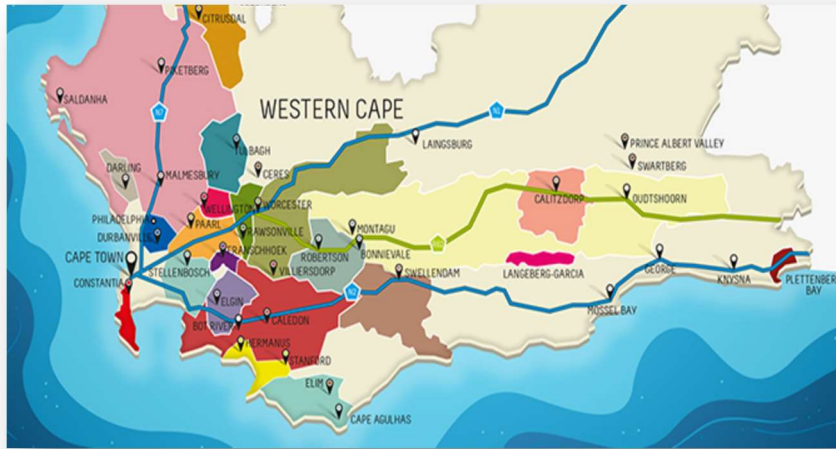 CITRUSDAL
PIKETBERG
SALDANHA
N7
WESTERN CAPE
N1
TULBAGH
LAINGSBURG
PRINCE ALBERT VALLEY
SWARTBERG
CERES
DARLING
MALMESBURY
CALITZDORP
OUDTSHOORN
WELLINGTON
WORCESTER
PHILADELPHIA
PAARL
DURBANVILLE
RAWSONVILLE
MONTAGU
R62
BONNIEVALE
ROBERTSON
FRANSCHHOEK
CAPE TOWN
STELLENBOSCH
VILLIERSDORP
SWELLENDAM
LANGEBERG-GARCIA
GEORGE
KNYSNA
PLETTENBERG
BAY
CONSTANTIA
N2
ELGIN
MOSSEL BAY
BOT RIVER
CALEDON
HERMANUS
STANFORD
ELIM
CAPE AGULHAS